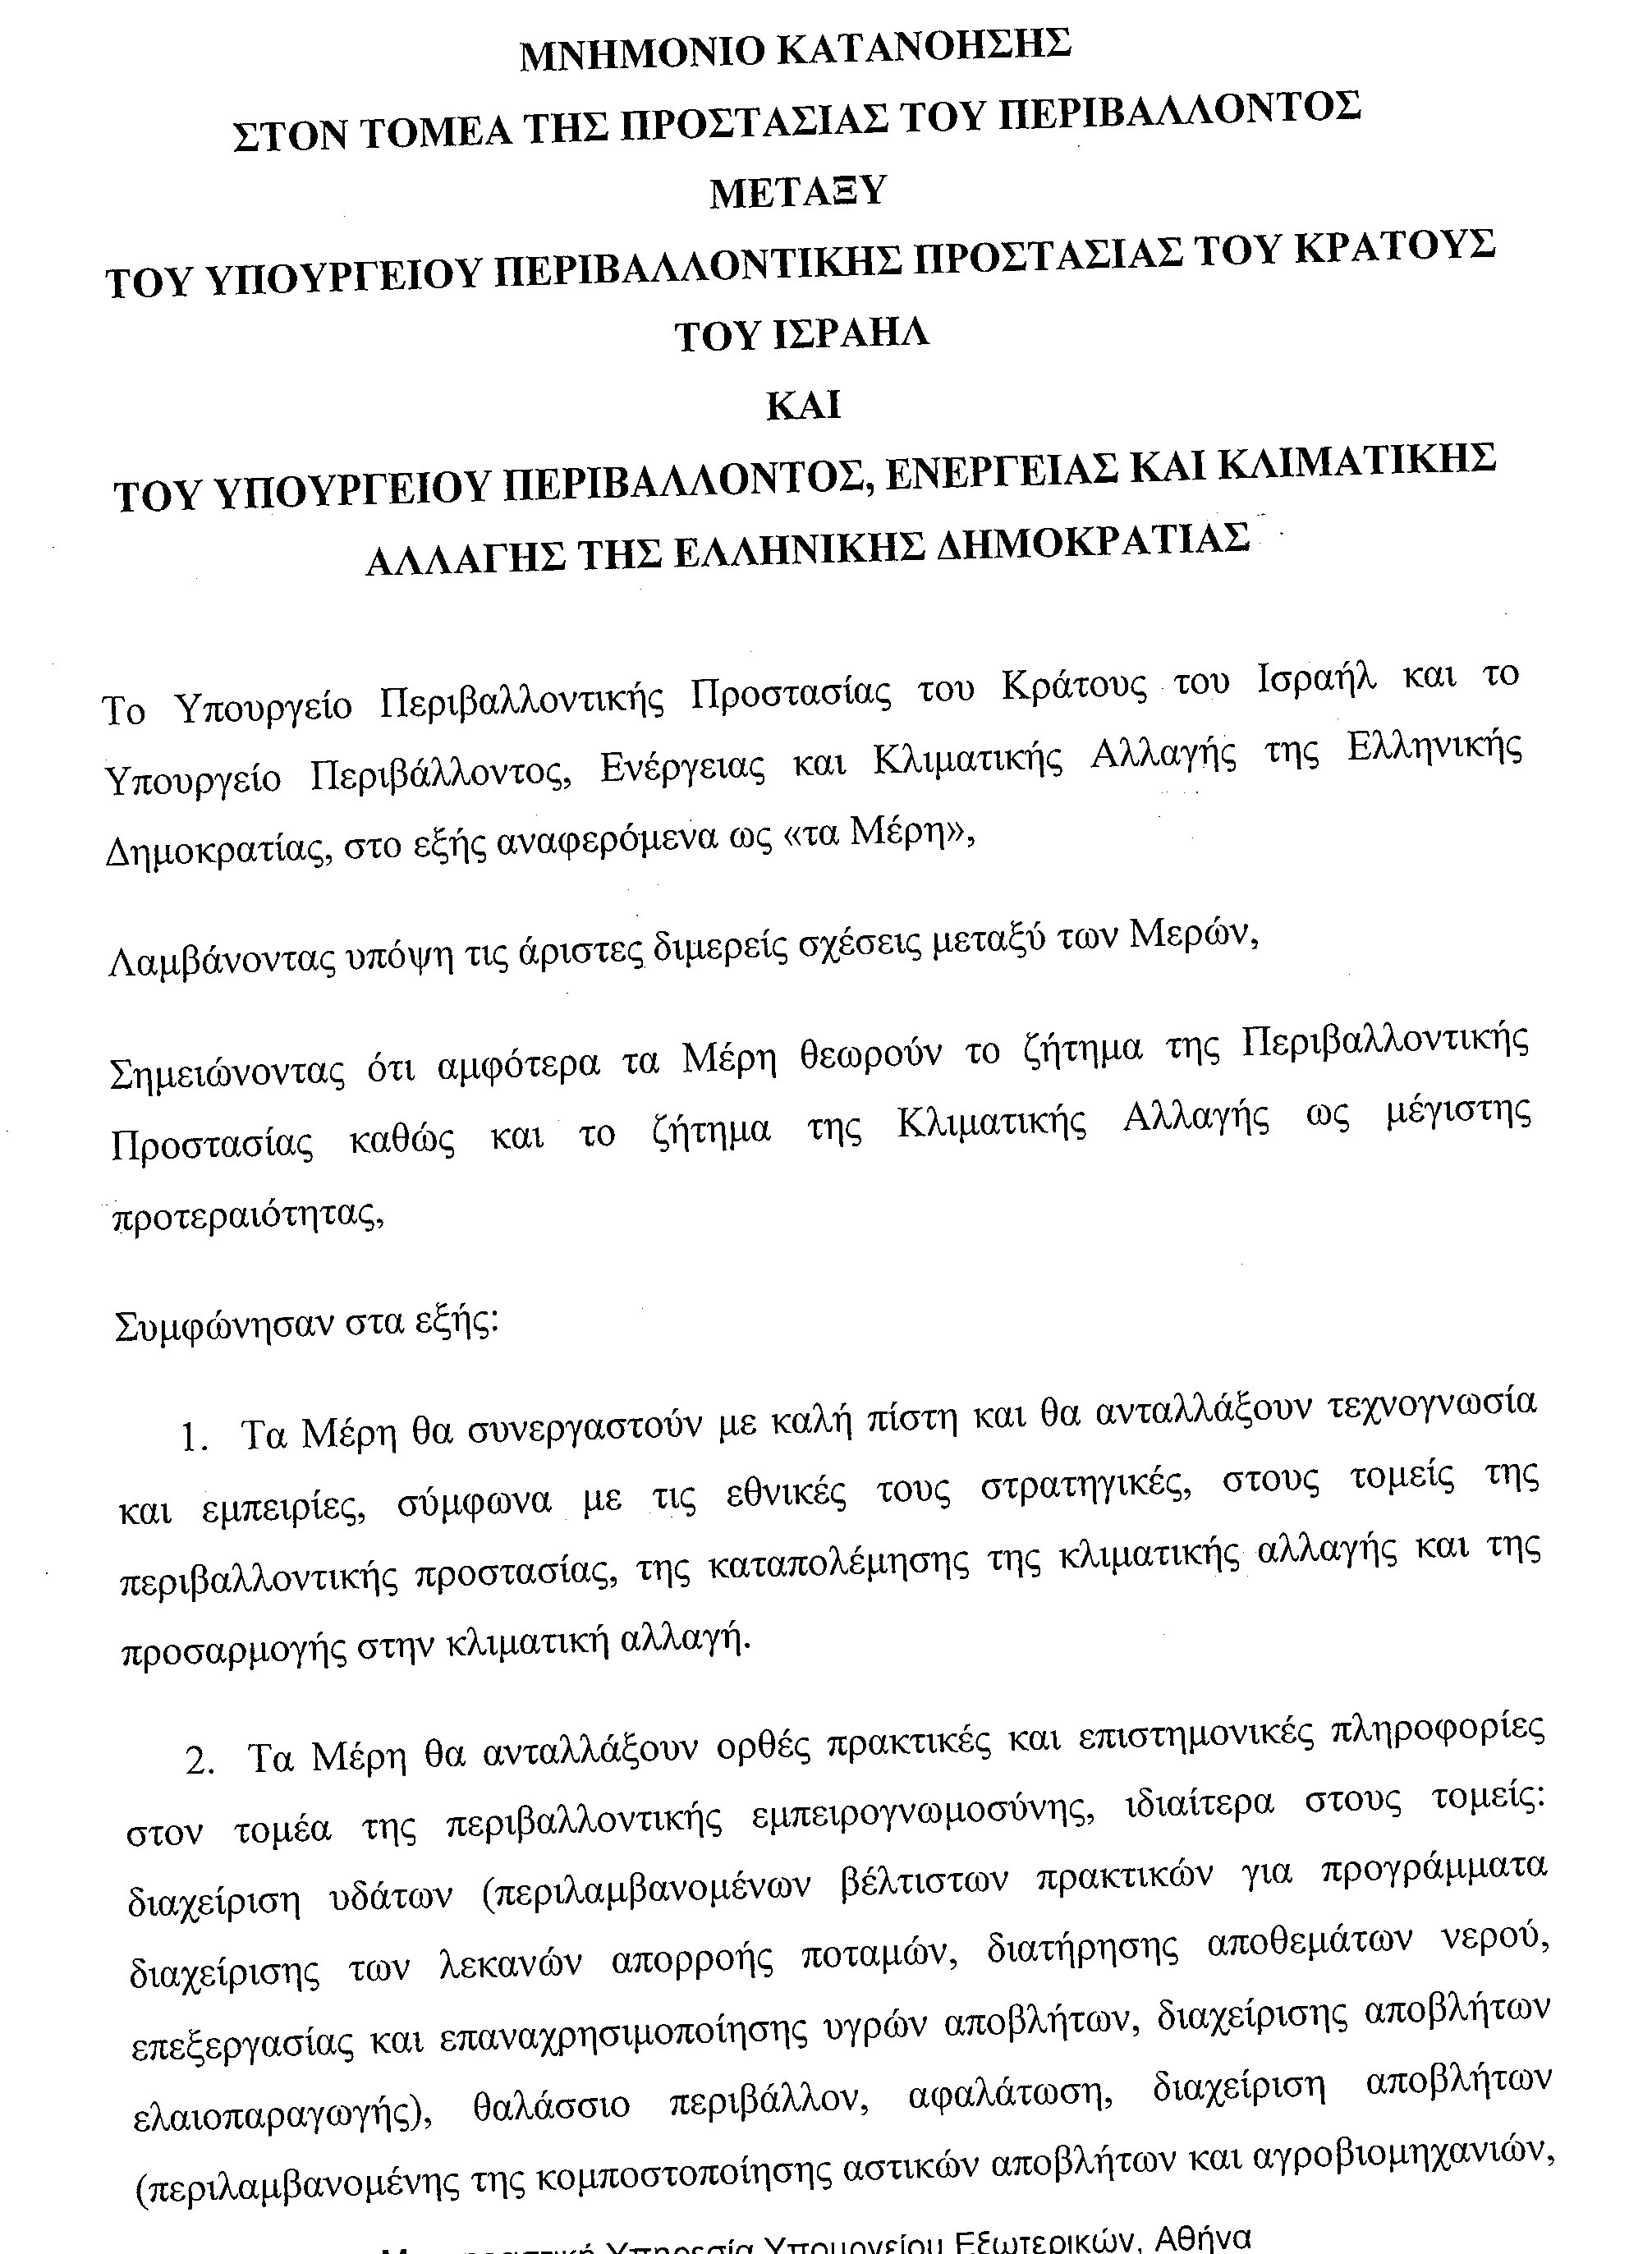 ΜΝΗΜΟΝΙΟ ΚΑΤΑΝΟΗΣΗΣ
ΣΤΟΝ ΤΟΜΕΑ ΤΗΣ ΠΡΟΣΤΑΣΙΑΣ ΤΟΥ ΠΕΡΙΒΑΛΛΟΝΤΟΣ
ΜΕΤΑΞΥ
ΤΟΥ ΥΠΟΥΡΓΕΙΟΥ ΠΕΡΙΒΑΛΛΟΝΤΙΚΗΣ ΠΡΟΣΤΑΣΙΑΣ ΤΟΥ ΚΡΑΤΟΥΣ
ΤΟΥ ΙΣΡΑΗΛ
ΚΑΙ
ΤΟΥ ΥΠΟΥΡΓΕΙΟΥ ΠΕΡΙΒΑΛΛΟΝΤΟΣ, ΕΝΕΡΓΕΙΑΣ ΚΑΙ ΚΛΙΜΑΤΙΚΗΣ
ΑΛΛΑΓΗΣ ΤΗΣ ΕΛΛΗΝΙΚΗΣ ΔΗΜΟΚΡΑΤΙΑΣ
Το Υπουργείο Περιβαλλοντικής Προστασίας του Κράτους του Ισραήλ και το
Υπουργείο Περιβάλλοντος, Ενέργειας και Κλιματικής Αλλαγής της Ελληνικής
Δημοκρατίας, στο εξής αναφερόμενα ως «τα Μέρη»,
Λαμβάνοντας υπόψη τις άριστες διμερείς σχέσεις μεταξύ των Μερών,
Σημειώνοντας ότι αμφότερα τα Μέρη θεωρούν το ζήτημα της Περιβαλλοντικής
Προστασίας καθώς και το ζήτημα της Κλιματικής Αλλαγής ως μέγιστης
προτεραιότητας,
Συμφώνησαν στα εξής:
1. Τα Μέρη θα συνεργαστούν με καλή πίστη και θα ανταλλάξουν τεχνογνωσία
και εμπειρίες, σύμφωνα με τις εθνικές τους στρατηγικές, στους τομείς της
περιβαλλοντικής προστασίας, της καταπολέμησης της κλιματικής αλλαγής και της
προσαρμογής στην κλιματική αλλαγή.
2. Τα Μέρη θα ανταλλάξουν ορθές πρακτικές και επιστημονικές πληροφορίες
στον τομέα της περιβαλλοντικής εμπειρογνωμοσύνης, ιδιαίτερα στους τομείς:
διαχείριση υδάτων (περιλαμβανομένων βέλτιστων πρακτικών για προγράμματα
διαχείρισης των λεκανών απορροής ποταμών, διατήρησης αποθεμάτων νερού,
επεξεργασίας και επαναχρησιμοποίησης υγρών αποβλήτων, διαχείρισης αποβλήτων
ελαιοπαραγωγής), θαλάσσιο περιβάλλον, αφαλάτωση, διαχείριση αποβλήτων
(περιλαμβανομένης της κομποστοποίησης αστικών αποβλήτων και αγροβιομηχανιών,
Υπηρεσία Υπουργείου Εξωτερικών, Αθήνα